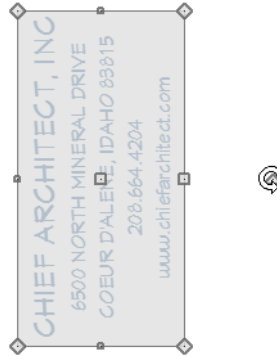 CHIEF ARCHITECT, INC
6500 NORTH MINERAL DRIVE
COEUR D'ALENE, IDAHO 83815
208.664.4204
www.chiefarchitect.com